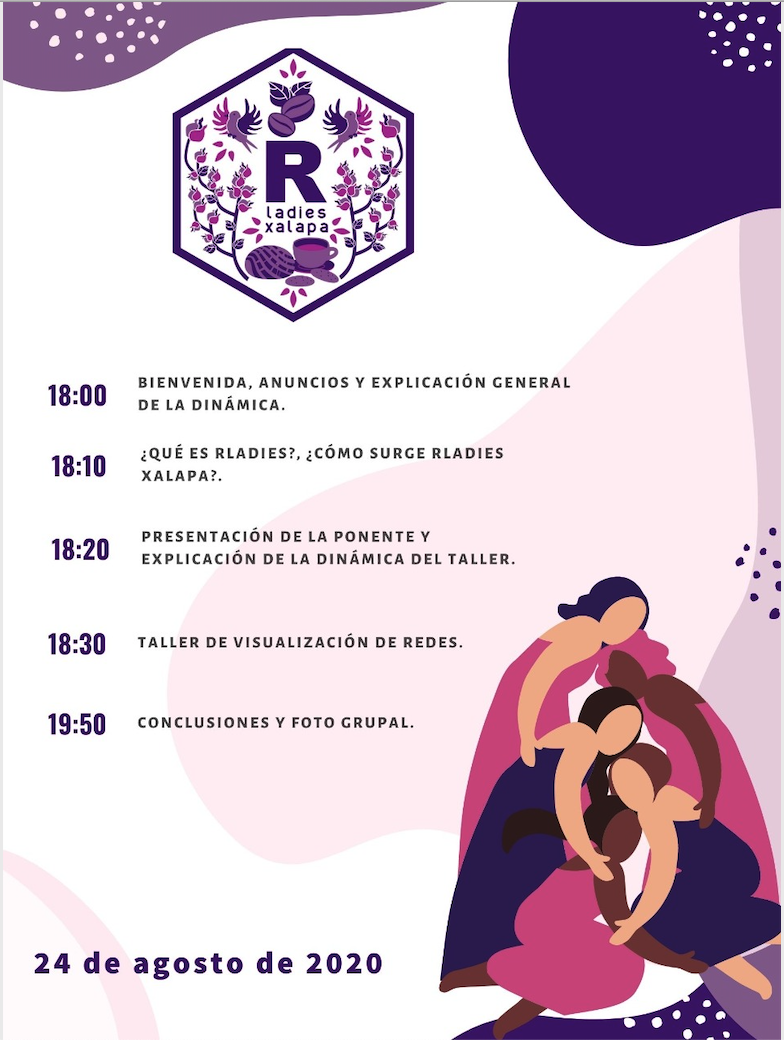 R
ladies
xalapa
18:00
BIENVENIDA, ANUNCIOS Y EXPLICACIÓN GENERAL
DE LA DINÁMICA.
18:10
¿QUÉ ES RLADIES?, ¿CÓMO SURGE RLADIES
XALAPA?.
18:20
PRESENTACIÓN DE LA PONENTE Y
EXPLICACIÓN DE LA DINÁMICA DEL TALLER.
18:30
TALLER DE VISUALIZACIÓN DE REDES.
19:50
CONCLUSIONES Y FOTO GRUPAL.
24 de agosto de 2020